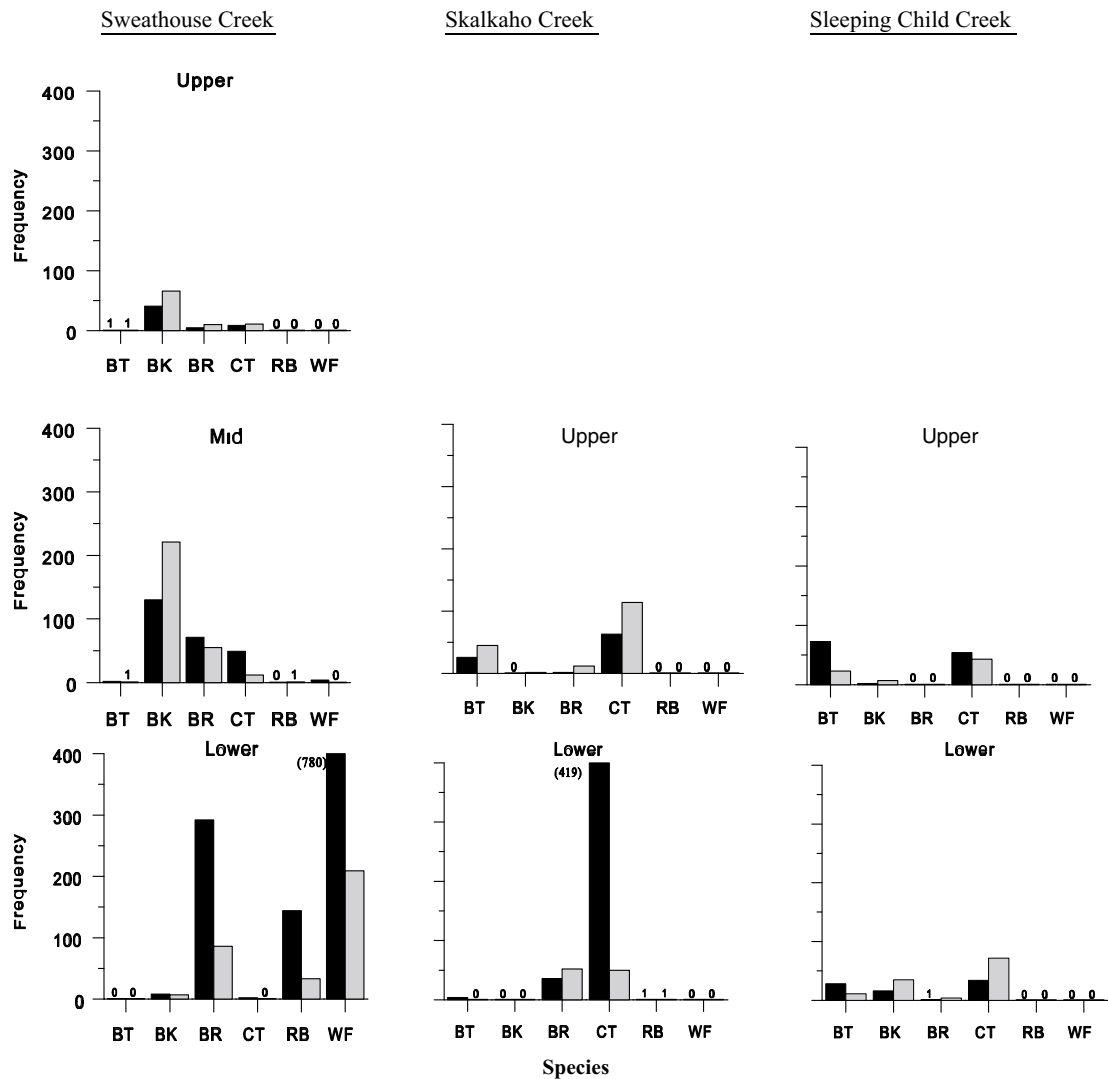 Sweathouse Creek Skalkaho Creek Sleeping Child Creek
Upper
400
300
200
100
0
Frequency
1 1 0 0 0 0
BT BK BR CT RB WF
Mid
400
300
200
100
0
Frequency
1 0 1 0
BT BK BR CT RB WF
Upper
0 0 0 0 0
BT BK BR CT RB WF
Upper
0 0 0 0 0 0
BT BK BR CT RB WF
Lower
400
300
200
100
0
Frequency
(780)
0 0 0
BT BK BR CT RB WF
Lower
(419)
0 0 0 1 1 0 0
BT BK BR CT RB WF
Lower
1 0 0 0 0
BT BK BR CT RB WF
Species